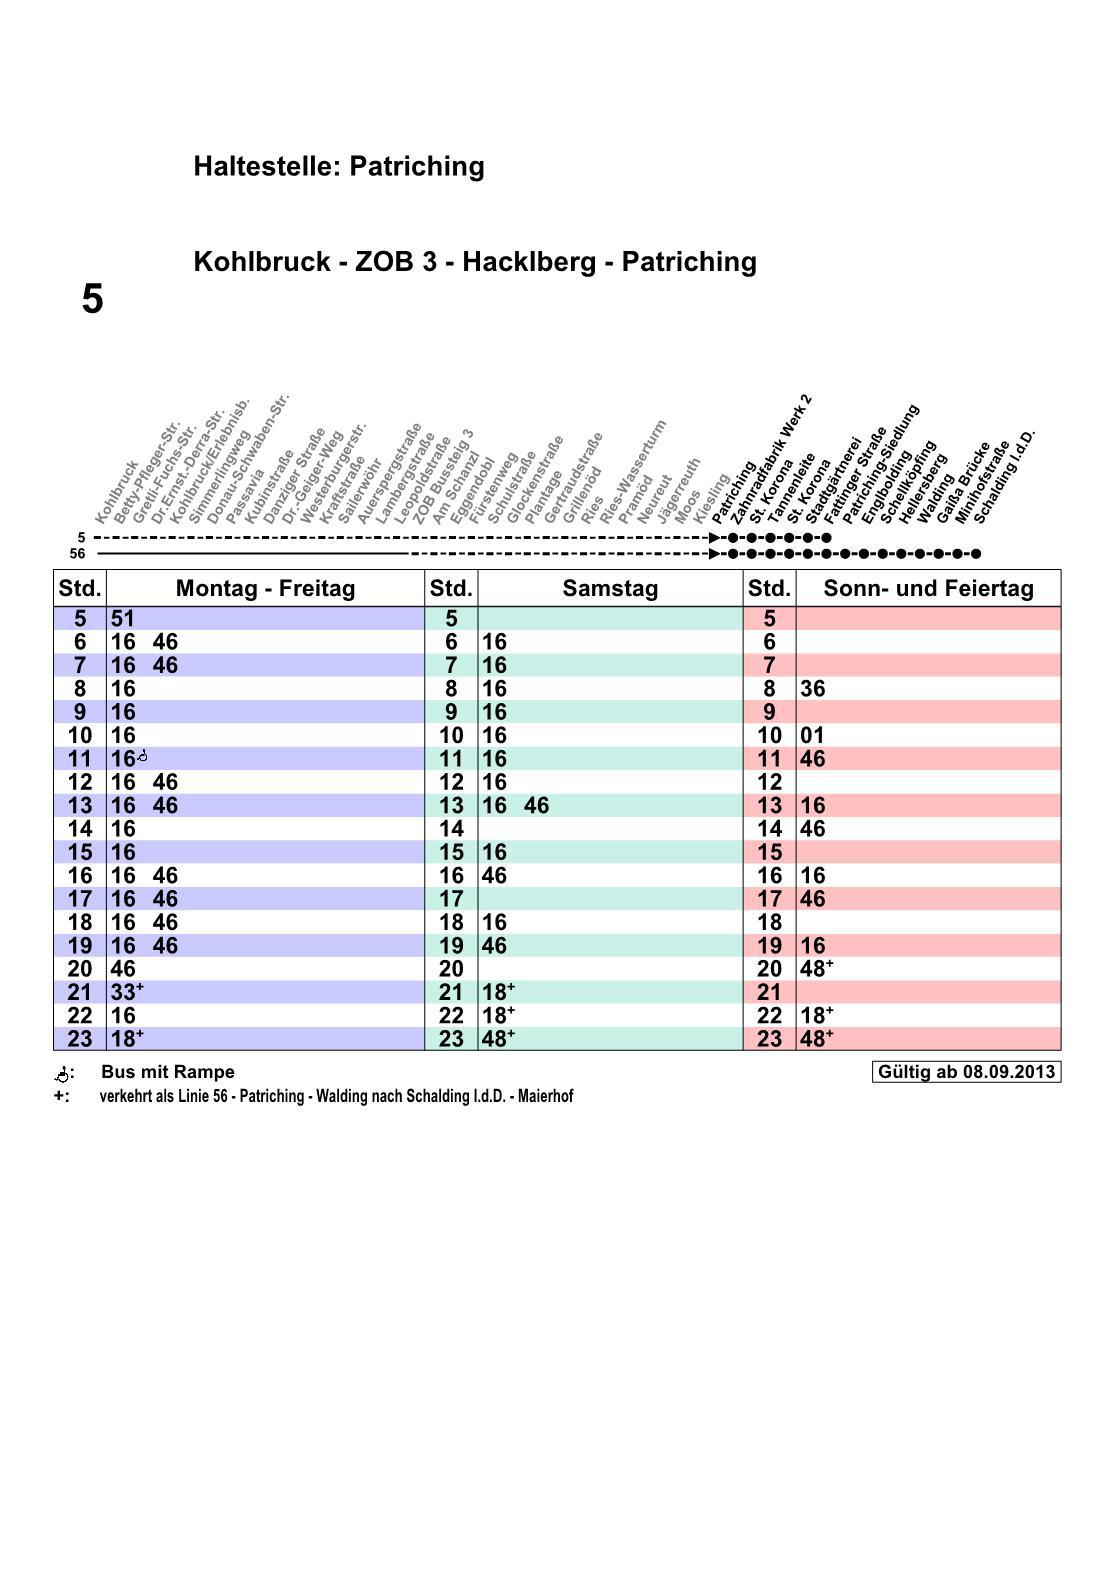 Haltestelle: Patriching
Kohlbruck - ZOB 3 - Hacklberg - Patriching
5
Kohlbruck
Betty-Pfleger-Str.
Gretli-Fuchs-Str.
Dr.Ernst.-Derra-Str.
Kohlbruck/Erlebnisb.
Simmerlingweg
Donau-Schwaben-Str.
Passavia
Kubinstraße
Danziger Straße
Dr.-Geiger-Weg
Westerburgerstr.
Kraftstraße
Sailerwöhr
Auerspergstraße
Lambergstraße
Leopoldstraße
ZOB Bussteig 3
Am Schanzl
Eggendobl
Fürstenweg
Schulstraße
Glockenstraße
Plantage
Gertraudstraße
Grillenöd
Ries
Ries-Wasserturm
Pramöd
Neureut
Jägerreuth
Moos
Kiesling
Patriching
Zahnradfabrik Werk 2
St. Korona
Tannenleite
St. Korona
Stadtgärtnerei
Fattinger Straße
Patriching-Siedlung
Englbolding
Schellköpfing
Hellersberg
Walding
Gaißa Brücke
Minihofstraße
Schalding l.d.D.
5
56
Std. Montag - Freitag Std. Samstag Std. Sonn- und Feiertag
5 51 5 5
6 16 46 6 16 6
7 16 46 7 16 7
8 16 8 16 8 36
9 16 9 16 9
10 16 10 16 10 01
11 16 11 16 11 46
12 16 46 12 16 12
13 16 46 13 16 46 13 16
14 16 14 14 46
15 16 15 16 15
16 16 46 16 46 16 16
17 16 46 17 17 46
18 16 46 18 16 18
19 16 46 19 46 19 16
20 46 20 20 48+
21 33+ 21 18+ 21
22 16 22 18+ 22 18+
23 18+ 23 48+ 23 48+
: Bus mit Rampe
Gültig ab 08.09.2013
+: verkehrt als Linie 56 - Patriching - Walding nach Schalding l.d.D. - Maierhof